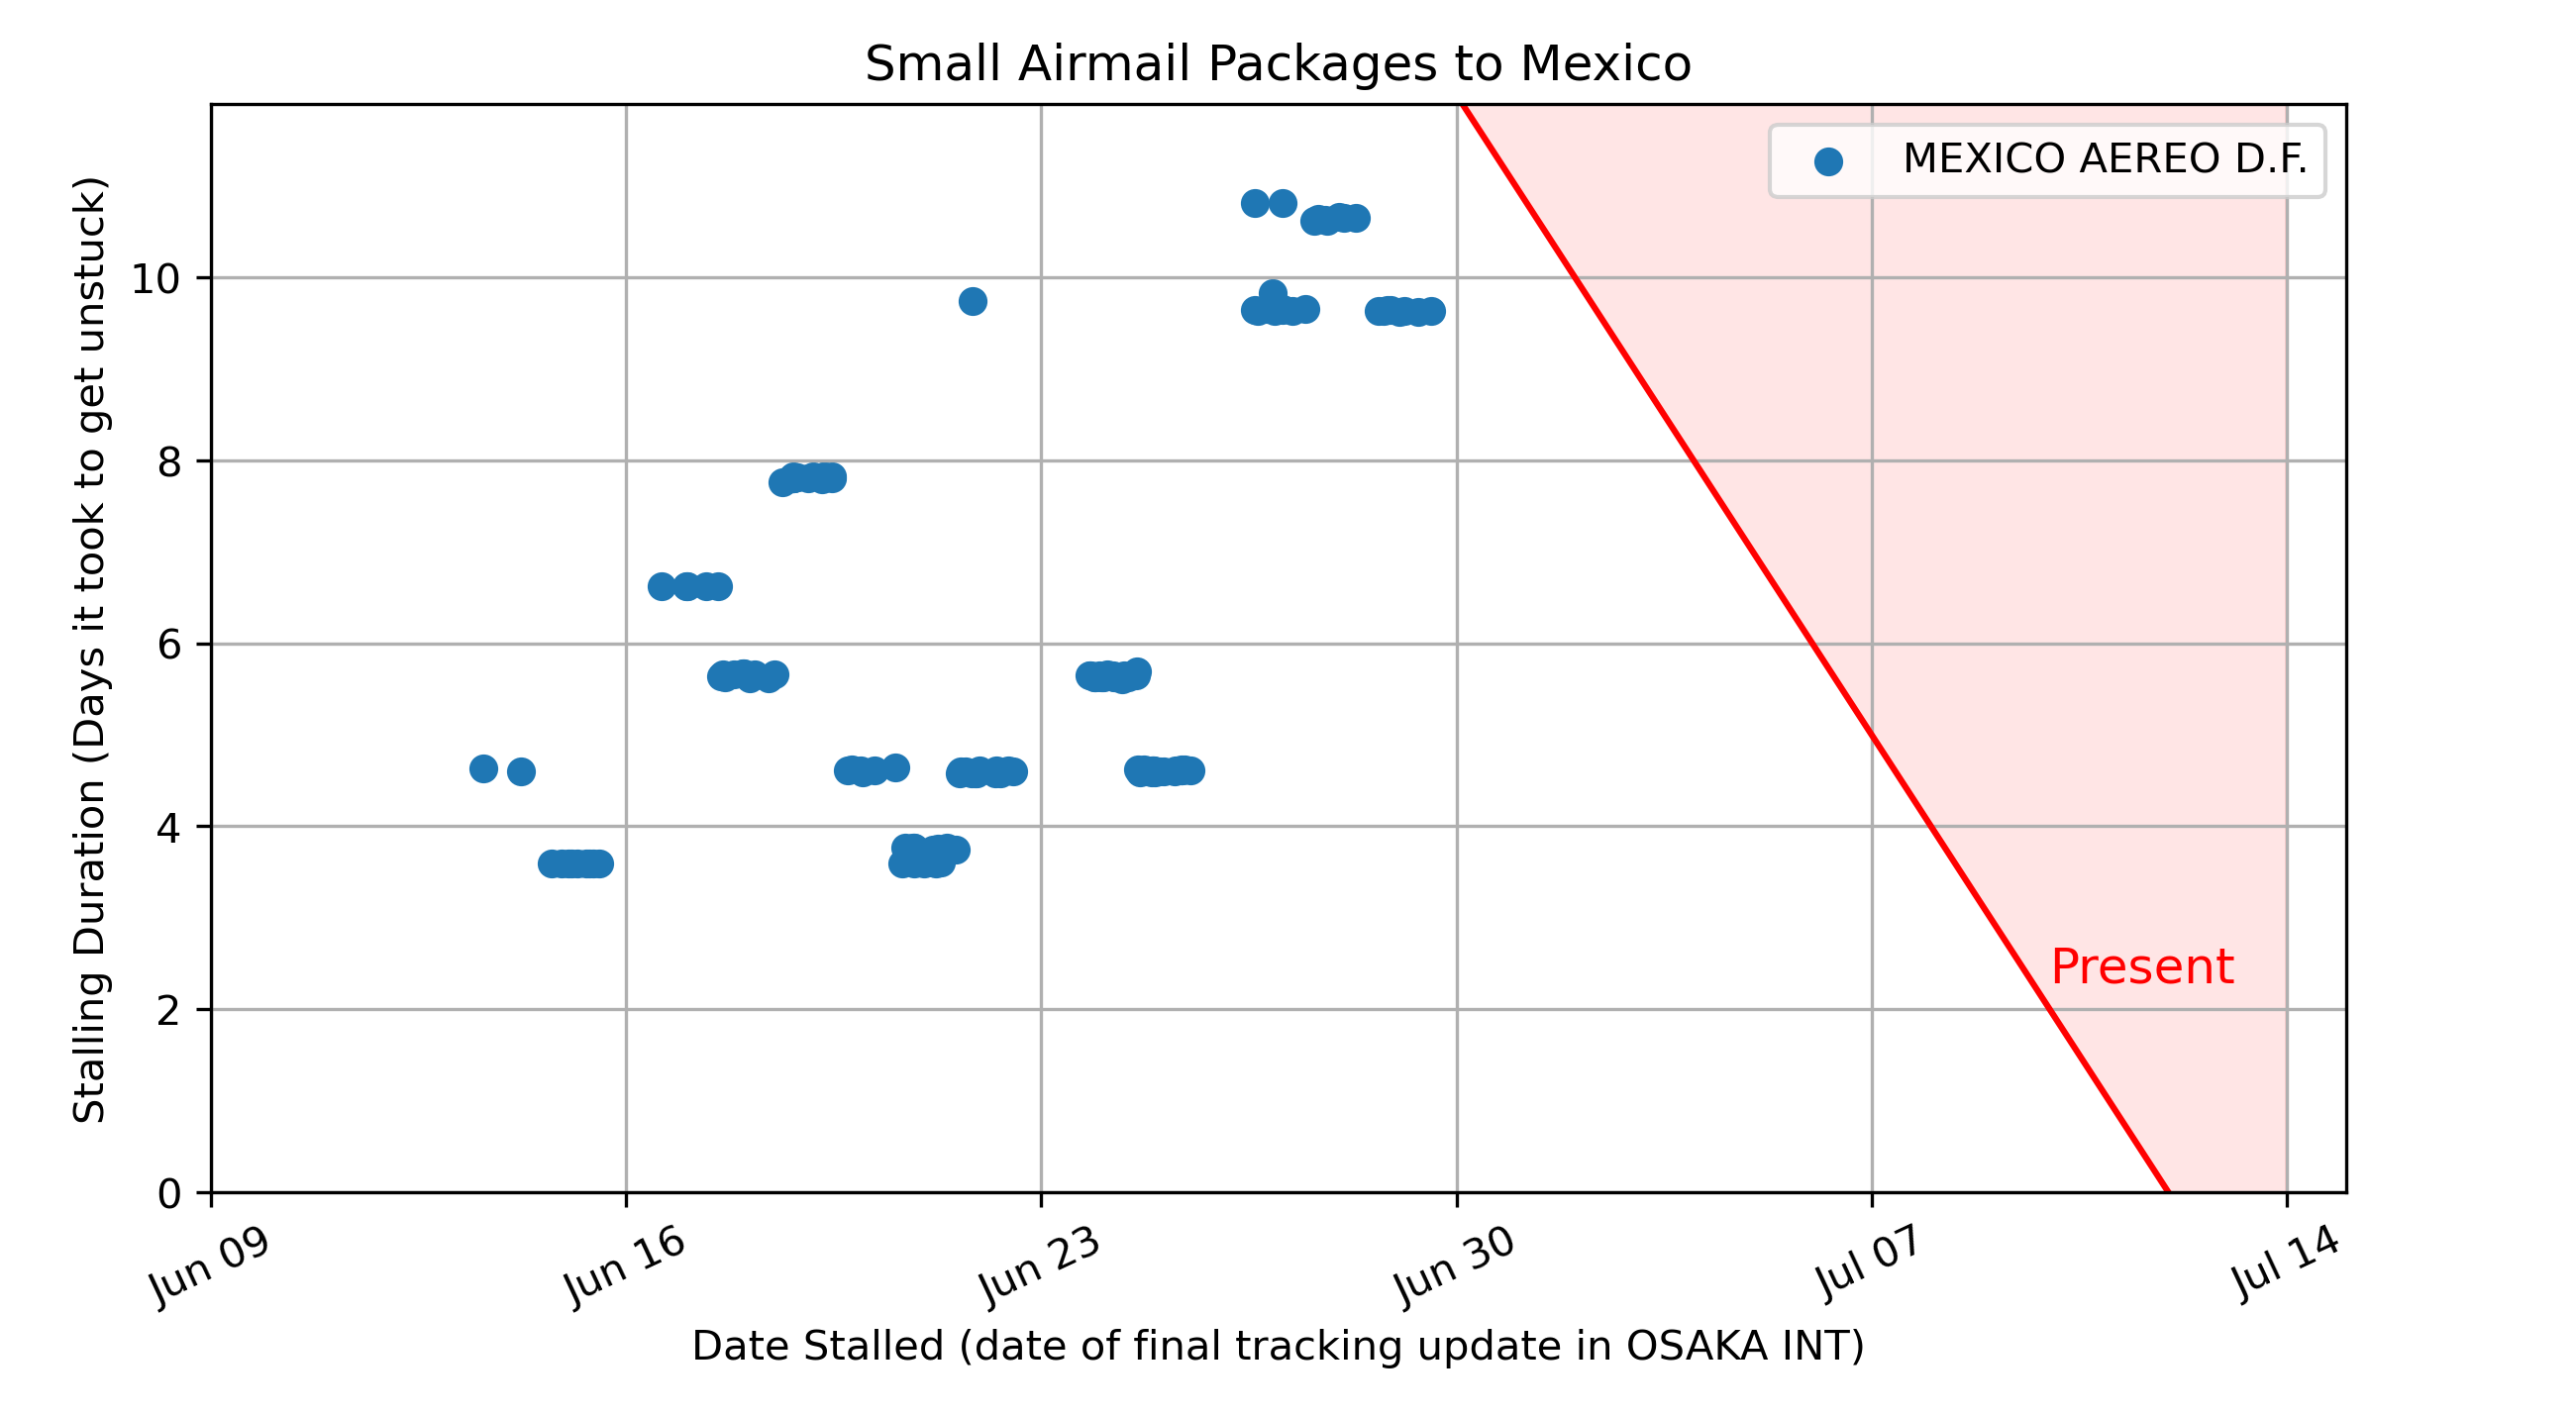 Small Airmail Packages to Mexico
MEXICO AEREO D.F.
Stalling Duration (Days it took to get unstuck)
10
8
6
4
2
0
Present
Jun 09
Jun 16
Jun 23
Jun 30
Jul 07
Jul 14
Date Stalled (date of final tracking update in OSAKA INT)